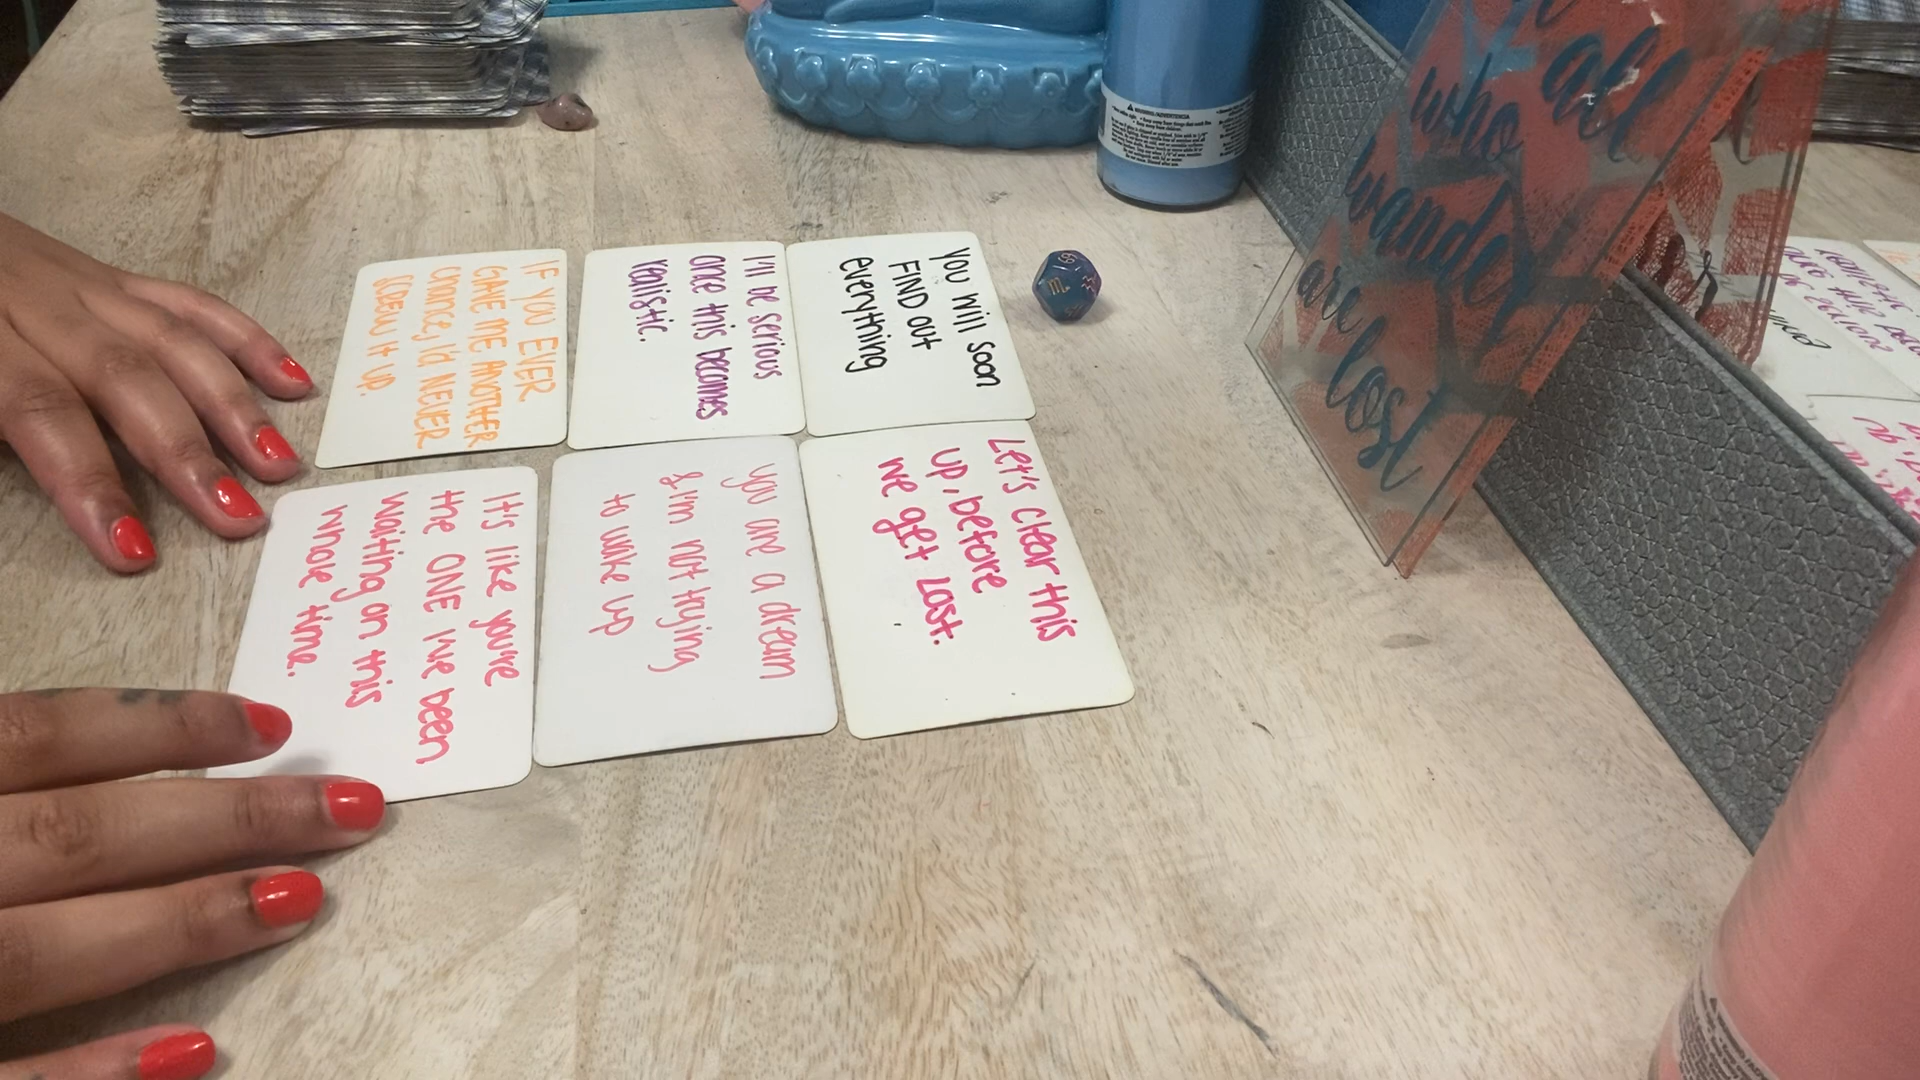 IF YOU EVER
GAVE ME ANOTHER
CHANCE, I'd NEVER
SCREW IT UP.
I'll be serious
once this becomes
realistic.
you will soon
FIND out
everything
It's like you're
the ONE I've been
waiting on this
whole time.
you are a dream
& I'm not trying
to wake up
Let's clear this
up, before
we get Lost.
all
who
wander
are
lost
WARNING/ADVERTENCIA